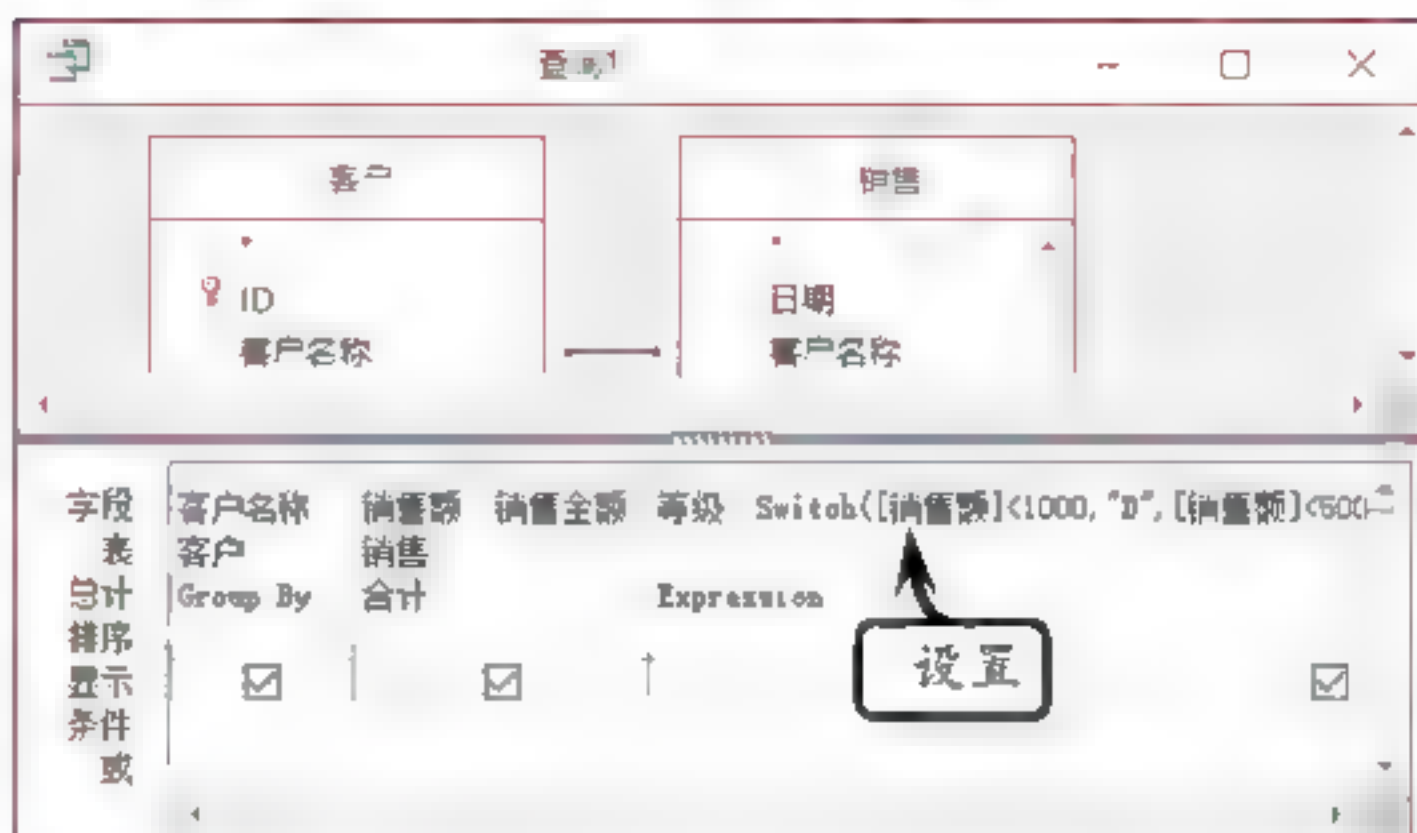 查询1
客户
销售
*
ID
客户名称
*
日期
客户名称
字段 客户名称 销售额 销售金额 等级 Switch([销售额]<1000,"D",[销售额]<500
表 客户 销售
总计 Group By 合计 Expression
排序
显示
条件
或
设置